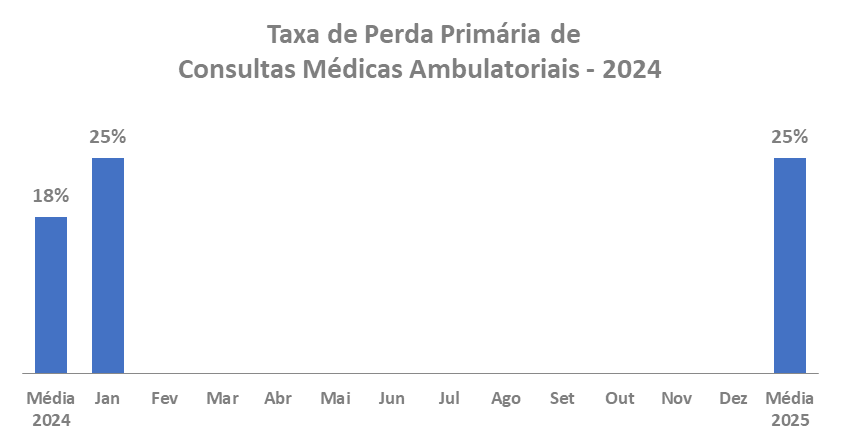 Taxa de Perda Primária de
Consultas Médicas Ambulatoriais - 2024
18%
25%
25%
Média 2024
Jan
Fev
Mar
Abr
Mai
Jun
Jul
Ago
Set
Out
Nov
Dez
Média 2025